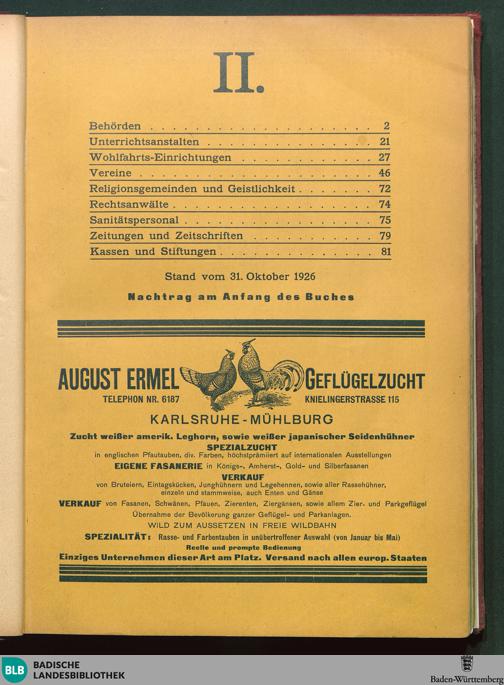 II.
Behörden . . . . . . . . . . . . . . . . . . . . 2
Unterrichtsanstalten . . . . . . . . . . . . . . . 21
Wohlfahrts-Einrichtungen . . . . . . . . . . . . 27
Vereine . . . . . . . . . . . . . . . . . . . . . 46
Religionsgemeinden und Geistlichkeit . . . . . . . 72
Rechtsanwälte . . . . . . . . . . . . . . . . . . 74
Sanitätspersonal . . . . . . . . . . . . . . . . . 75
Zeitungen und Zeitschriften . . . . . . . . . . . 79
Kassen und Stiftungen . . . . . . . . . . . . . . 81
Stand vom 31. Oktober 1926
Nachtrag am Anfang des Buches
AUGUST ERMEL GEFLÜGELZUCHT
TELEPHON NR. 6187 KNIELINGERSTRASSE 115
KARLSRUHE-MÜHLBURG
Zucht weißer amerik. Leghorn, sowie weißer japanischer Seidenhühner
SPEZIALZUCHT
in englischen Pfautauben, div. Farben, höchstprämiiert auf internationalen Ausstellungen
EIGENE FASANERIE in Königs-, Amherst-, Gold- und Silberfasanen
VERKAUF
von Bruteiern, Eintagskücken, Junghühnern und Legehennen, sowie aller Rassehühner,
einzeln und stammweise, auch Enten und Gänse
VERKAUF von Fasanen, Schwänen, Pfauen, Zierenten, Ziergänsen, sowie allem Zier- und Parkgeflügel
Übernahme der Bevölkerung ganzer Geflügel- und Parkanlagen.
WILD ZUM AUSSETZEN IN FREIE WILDBAHN
SPEZIALITÄT: Rasse- und Farbentauben in unübertroffener Auswahl (von Januar bis Mai)
Reelle und prompte Bedienung
Einziges Unternehmen dieser Art am Platz. Versand nach allen europ. Staaten
BLB BADISCHE
LANDESBIBLIOTHEK
Baden-Württemberg